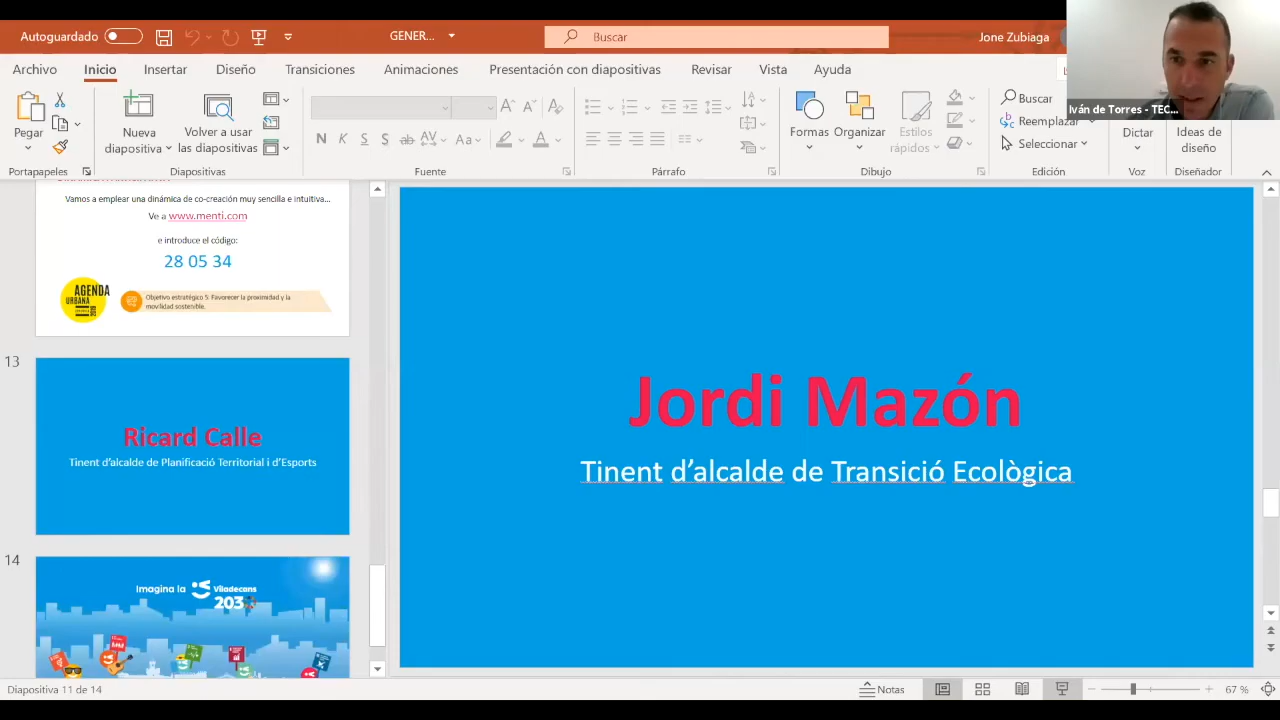 Autoguardado
GENER...
Buscar
Jone Zubiaga
Iván de Torres - TEC...
Archivo Inicio Insertar Diseño Transiciones Animaciones Presentación con diapositivas Revisar Vista Ayuda
Pegar
Nueva diapositiva
Volver a usar las diapositivas
N K S S ab AV Aa A
Formas
Organizar
Estilos rápidos
Buscar
Reemplazar
Seleccionar
Dictar
Ideas de diseño
Portapapeles Diapositivas Fuente Párrafo Dibujo Edición Voz Diseñador
Vamos a emplear una dinámica de co-creación muy sencilla e intuitiva...
Ve a www.menti.com
e introduce el código:
28 05 34
AGENDA
URBANA
Objetivo estratégico 5: Favorecer la proximidad y la
movilidad sostenible.
13
Ricard Calle
Tinent d'alcalde de Planificació Territorial i d'Esports
14
Imagina la Viladecans
2030
Jordi Mazón
Tinent d'alcalde de Transició Ecològica
Diapositiva 11 de 14
Notas
67 %